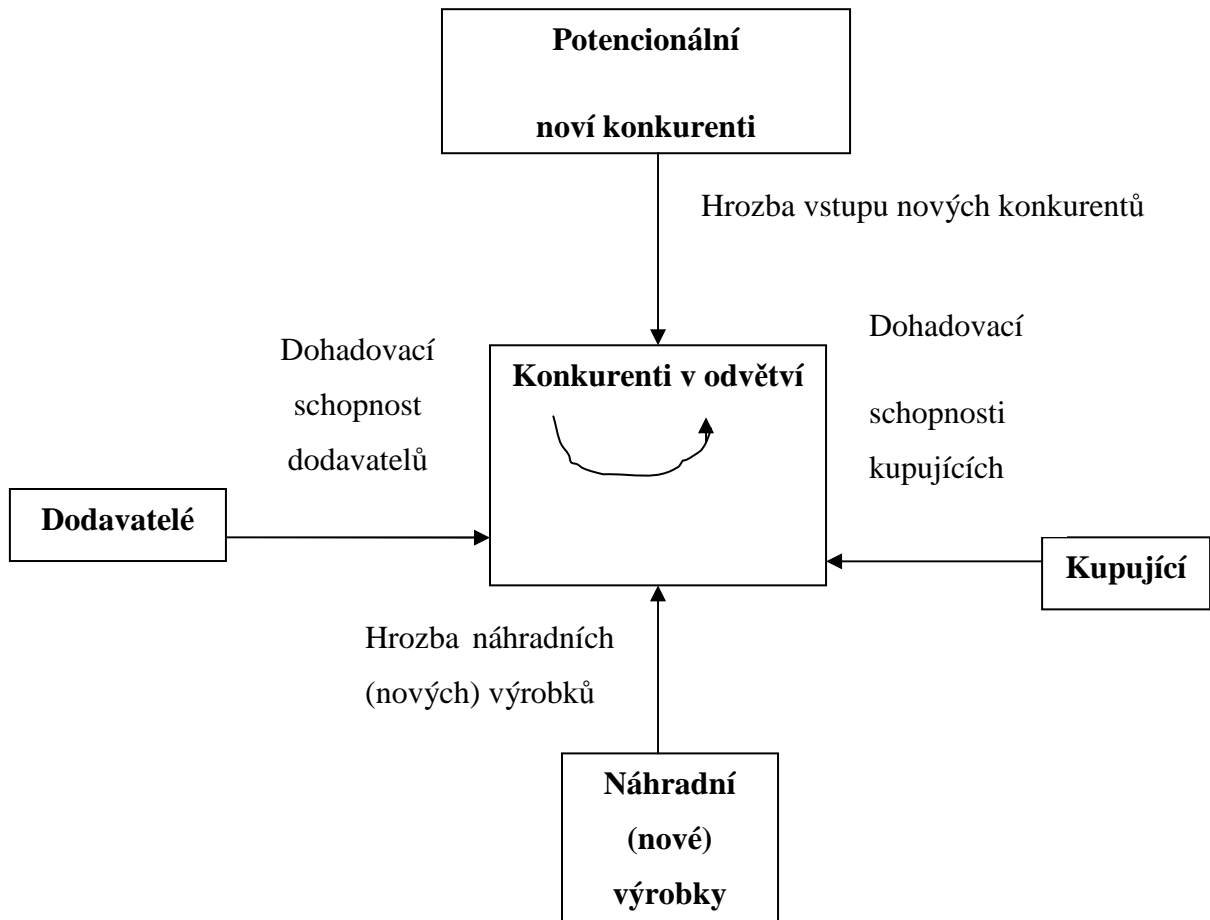 Potencionální
noví konkurenti
Hrozba vstupu nových konkurentů
Dohadovací
schopnost
dodavatelů
Konkurenti v odvětví
Dohadovací
schopnosti
kupujících
Dodavatelé
Kupující
Hrozba náhradních
(nových) výrobků
Náhradní
(nové)
výrobky